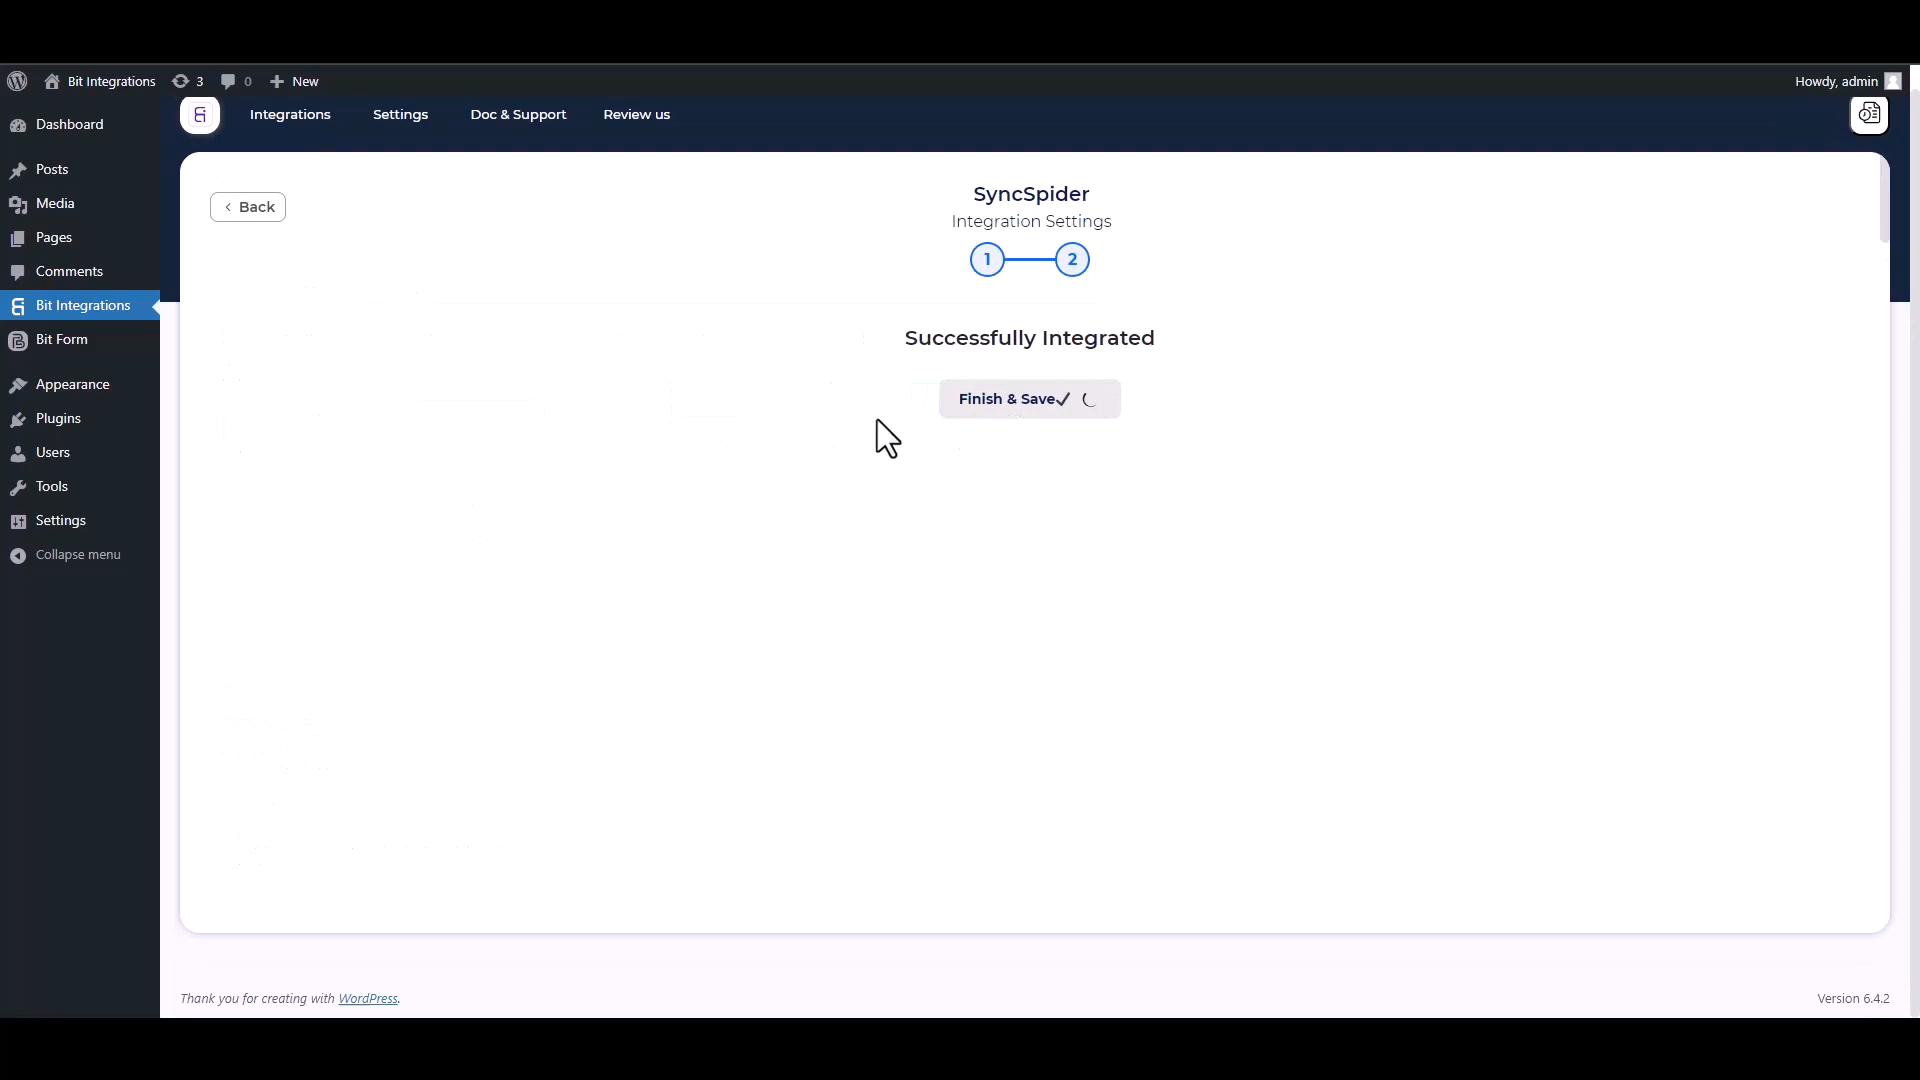 Bit Integrations 3 0 New Howdy, admin
Integrations Settings Doc & Support Review us
Dashboard
Posts
Media
Pages
Comments
Bit Integrations
Bit Form
Appearance
Plugins
Users
Tools
Settings
Collapse menu
Back
SyncSpider
Integration Settings
1 2
Successfully Integrated
Finish & Save
Thank you for creating with WordPress.
Version 6.4.2